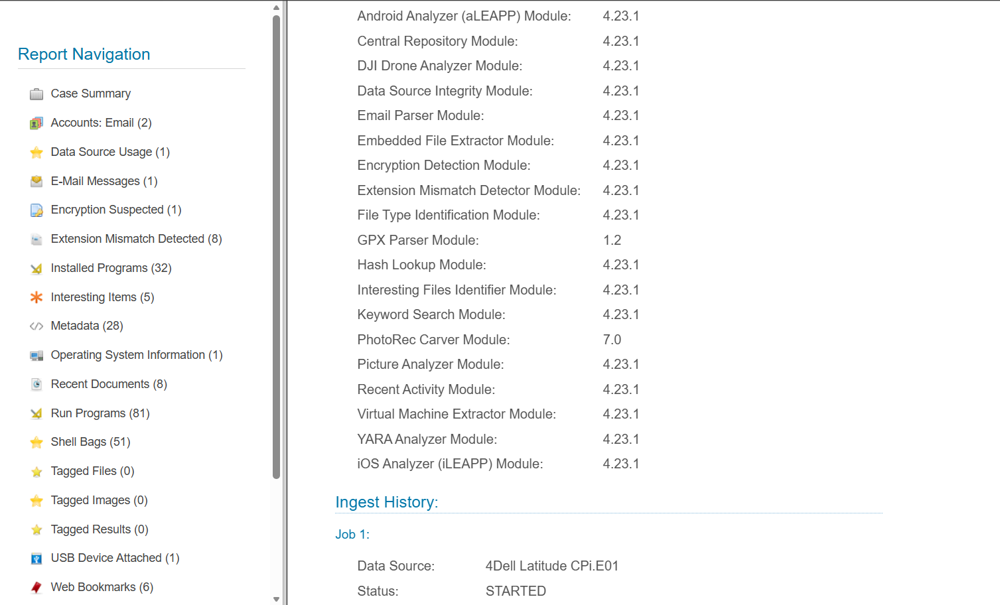 Report Navigation
Case Summary
Accounts: Email (2)
Data Source Usage (1)
E-Mail Messages (1)
Encryption Suspected (1)
Extension Mismatch Detected (8)
Installed Programs (32)
Interesting Items (5)
Metadata (28)
Operating System Information (1)
Recent Documents (8)
Run Programs (81)
Shell Bags (51)
Tagged Files (0)
Tagged Images (0)
Tagged Results (0)
USB Device Attached (1)
Web Bookmarks (6)
Android Analyzer (aLEAPP) Module: 4.23.1
Central Repository Module: 4.23.1
DJI Drone Analyzer Module: 4.23.1
Data Source Integrity Module: 4.23.1
Email Parser Module: 4.23.1
Embedded File Extractor Module: 4.23.1
Encryption Detection Module: 4.23.1
Extension Mismatch Detector Module: 4.23.1
File Type Identification Module: 4.23.1
GPX Parser Module: 1.2
Hash Lookup Module: 4.23.1
Interesting Files Identifier Module: 4.23.1
Keyword Search Module: 4.23.1
PhotoRec Carver Module: 7.0
Picture Analyzer Module: 4.23.1
Recent Activity Module: 4.23.1
Virtual Machine Extractor Module: 4.23.1
YARA Analyzer Module: 4.23.1
iOS Analyzer (iLEAPP) Module: 4.23.1
Ingest History:
Job 1:
Data Source: 4Dell Latitude CPi.E01
Status: STARTED